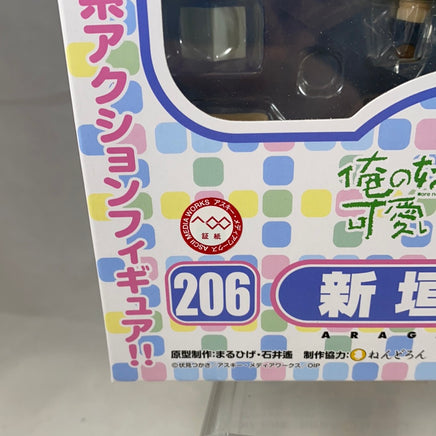 系アクションフィギュア!!
俺の妹
可愛い
アスキー・メディアワークス ASCII MEDIA WORKS
証紙
206
新垣
ARAG
原型制作:まるひげ・石井遙 制作協力: ねんどろん
©伏見つかさ アスキー・メディアワークス OIP